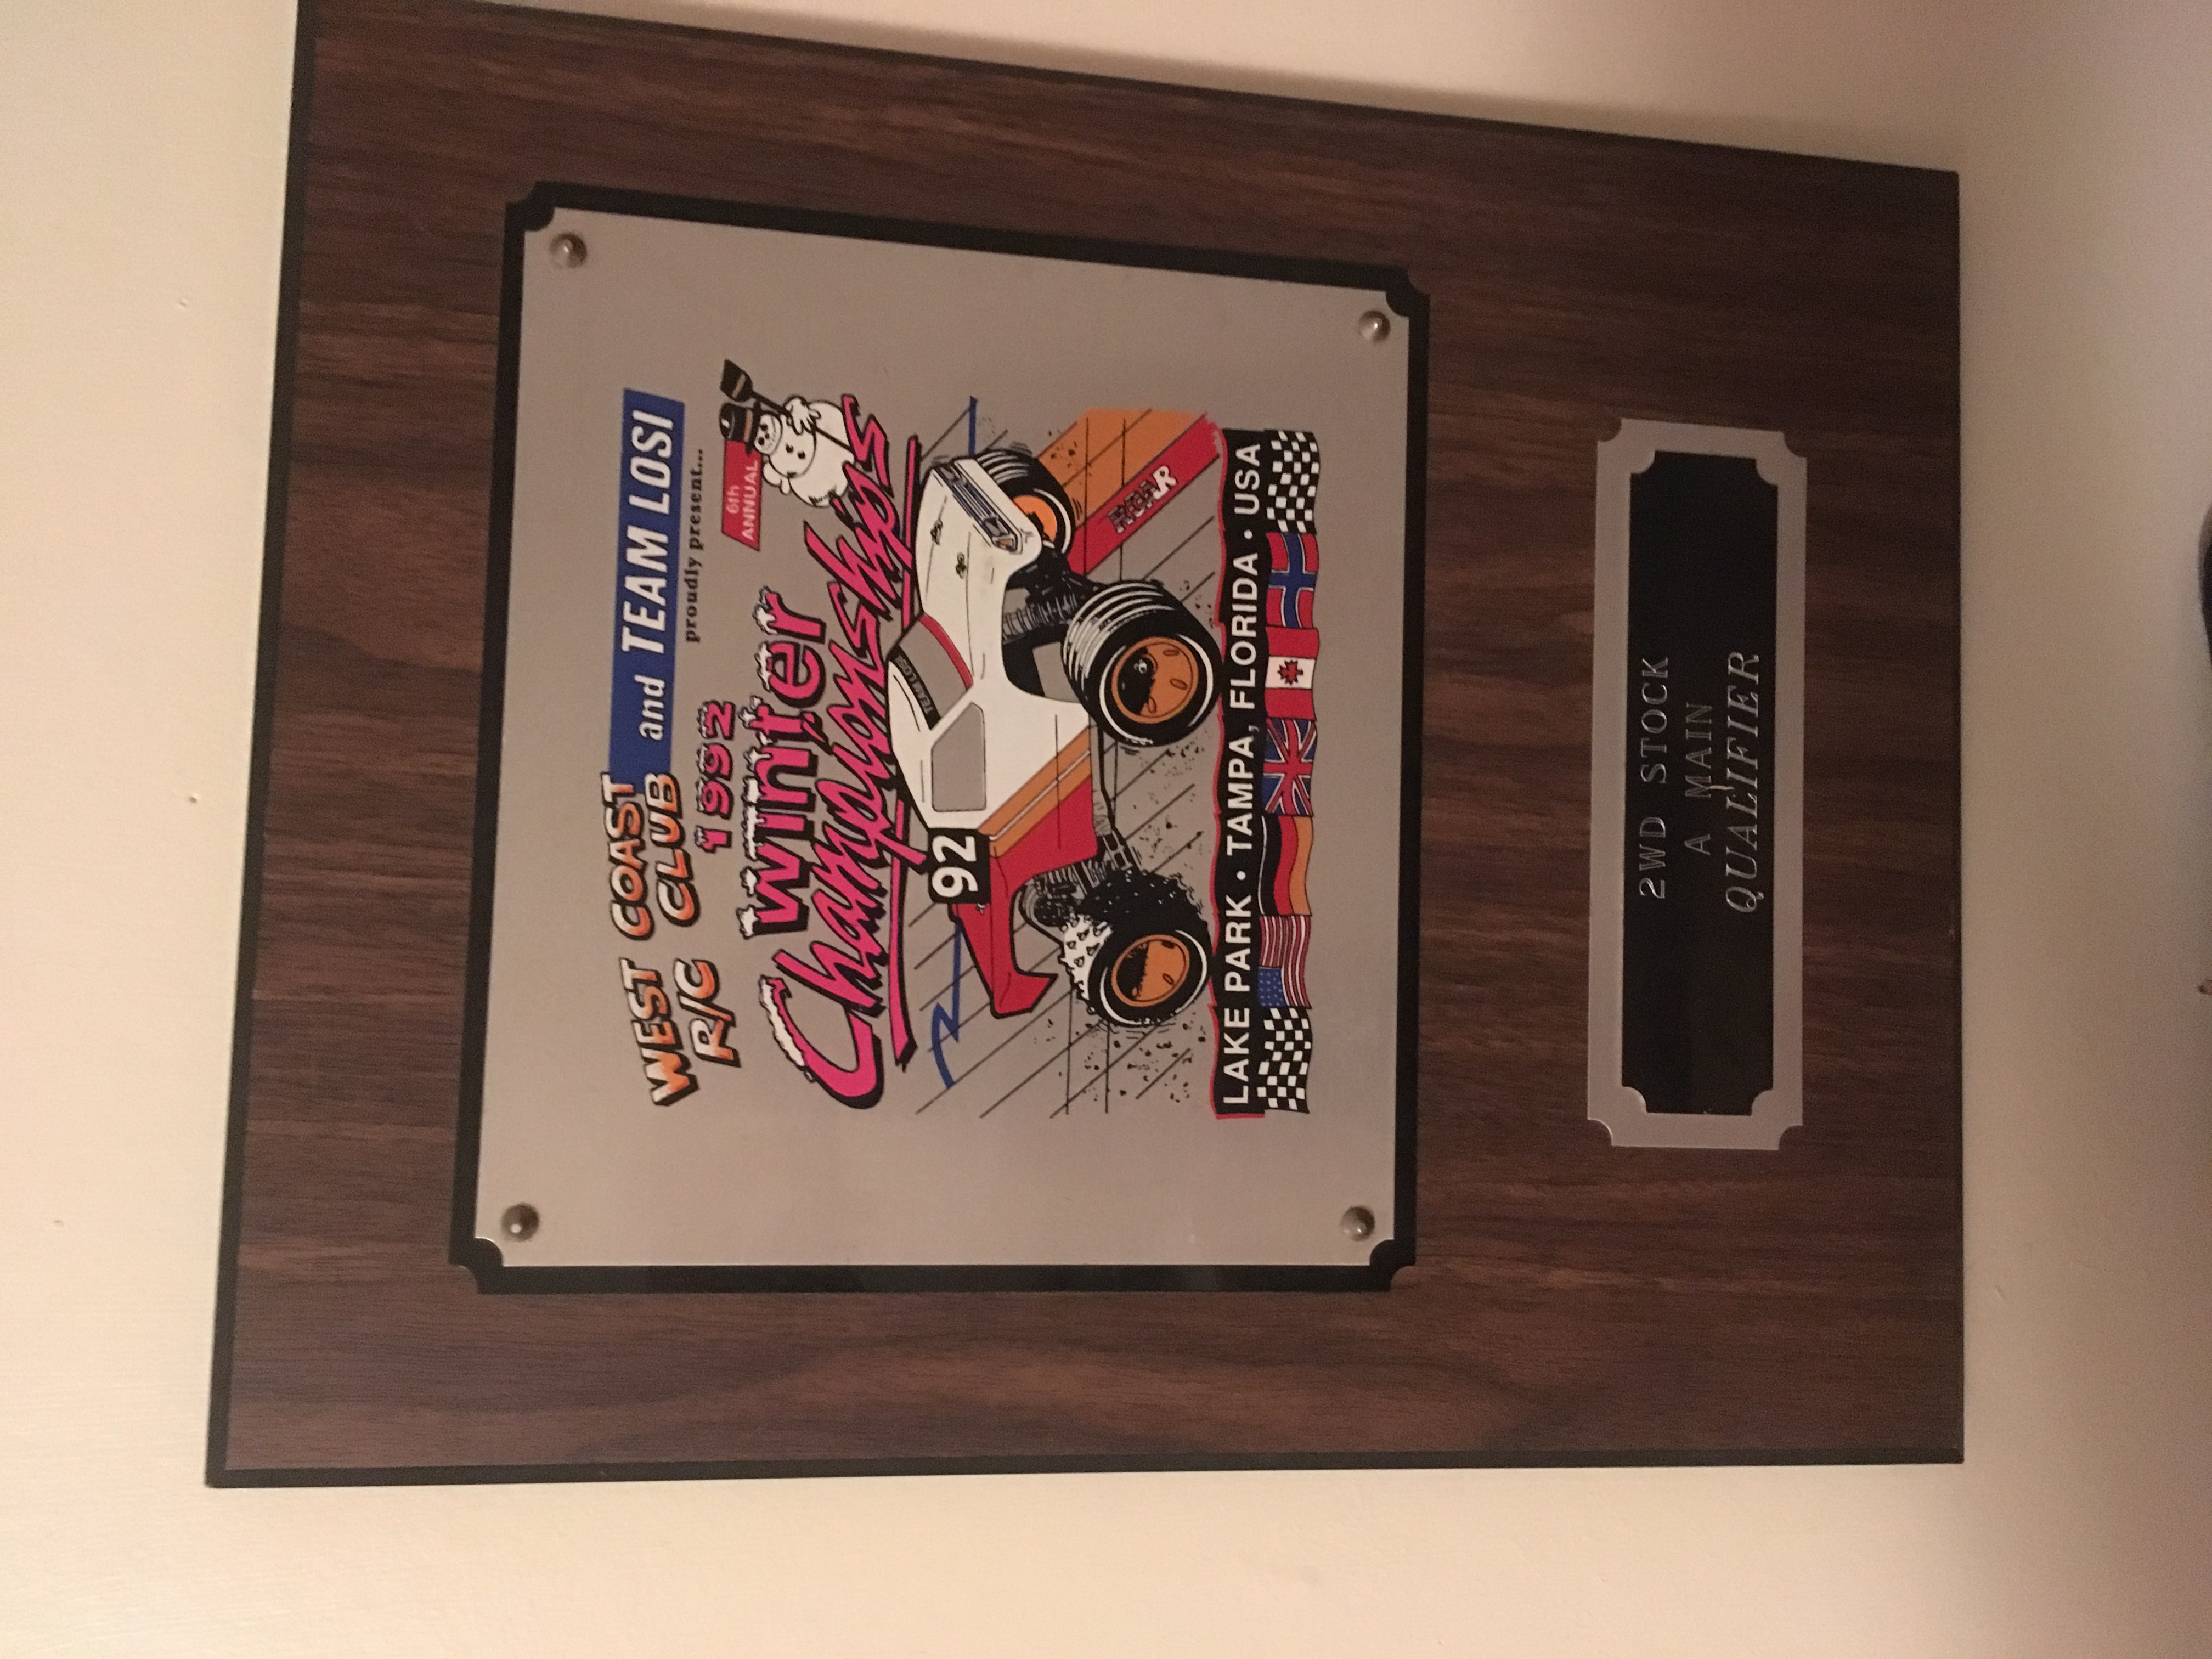 WEST COAST
R/C CLUB
and TEAM LOSI
proudly present...
6th
ANNUAL
1992
Winter
Championships
TEAM LOSI
92
ROAR
LAKE PARK • TAMPA, FLORIDA • USA
2WD STOCK
A MAIN
QUALIFIER